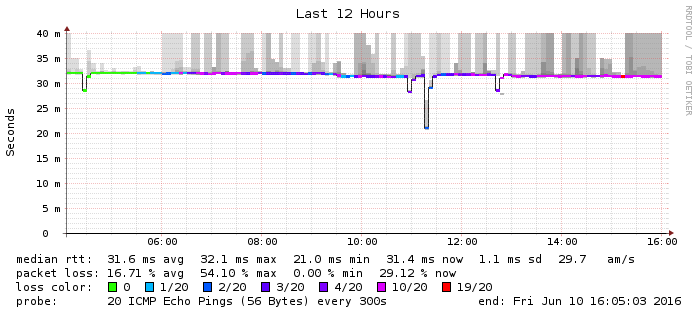 Last 12 Hours
RRDTOOL / TOBI OETIKER
Seconds
40 m
35 m
30 m
25 m
20 m
15 m
10 m
5 m
0
06:00 08:00 10:00 12:00 14:00 16:00
median rtt: 31.6 ms avg 32.1 ms max 21.0 ms min 31.4 ms now 1.1 ms sd 29.7 am/s
packet loss: 16.71 % avg 54.10 % max 0.00 % min 29.12 % now
loss color: 0 1/20 2/20 3/20 4/20 10/20 19/20
probe: 20 ICMP Echo Pings (56 Bytes) every 300s end: Fri Jun 10 16:05:03 2016